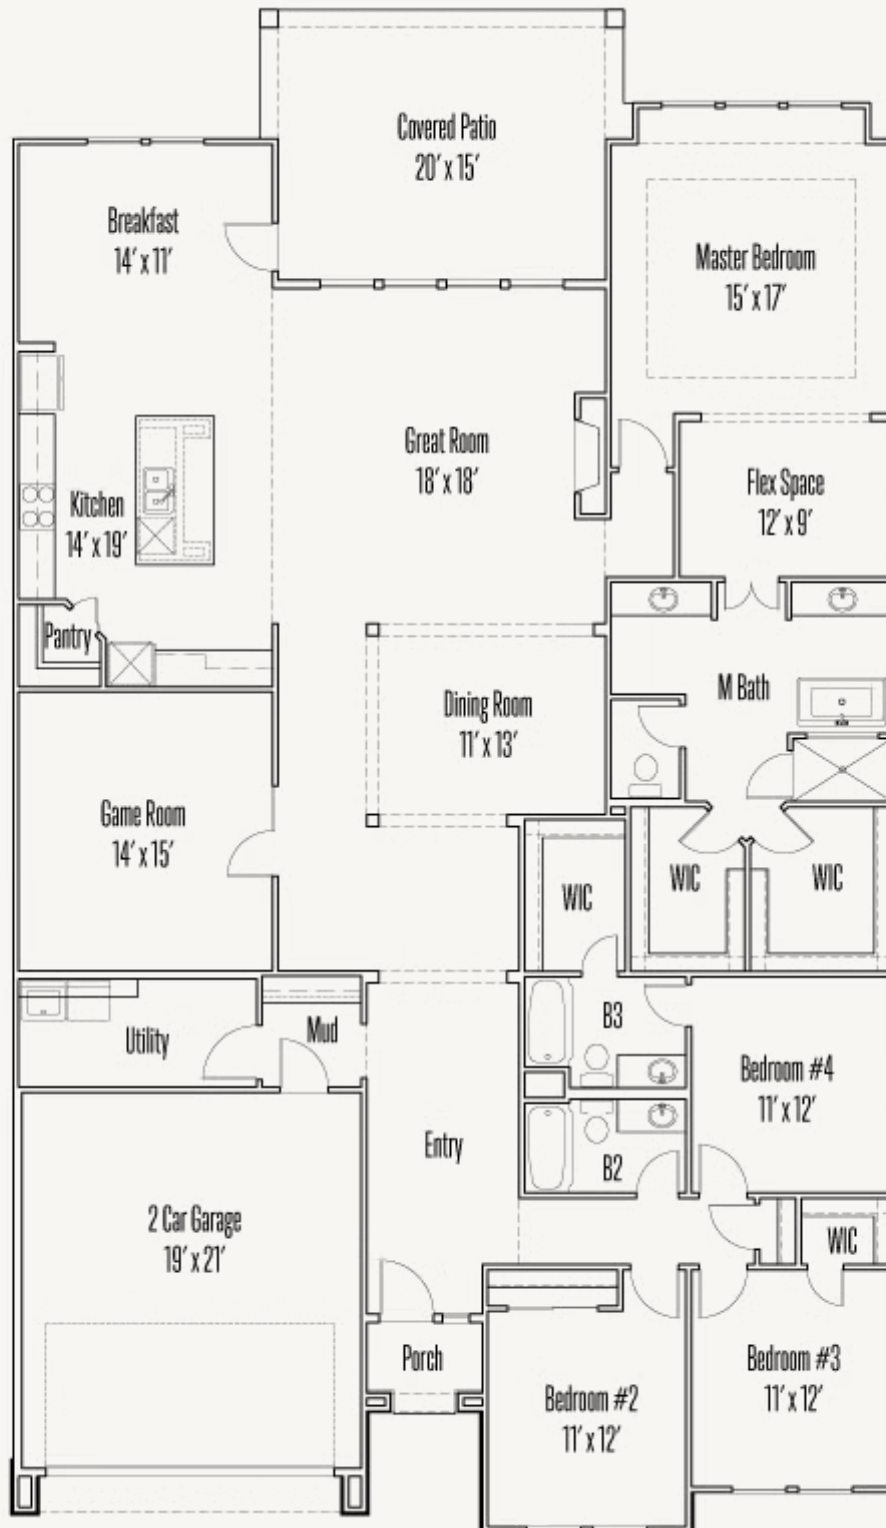 Covered Patio
20' x 15'
Breakfast
14' x 11'
Master Bedroom
15' x 17'
Great Room
18' x 18'
Flex Space
12' x 9'
Kitchen
14' x 19'
Pantry
M Bath
Dining Room
11' x 13'
Game Room
14' x 15'
WIC
WIC
WIC
B3
Utility
Mud
Bedroom #4
11' x 12'
Entry
B2
2 Car Garage
19' x 21'
WIC
Porch
Bedroom #3
11' x 12'
Bedroom #2
11' x 12'